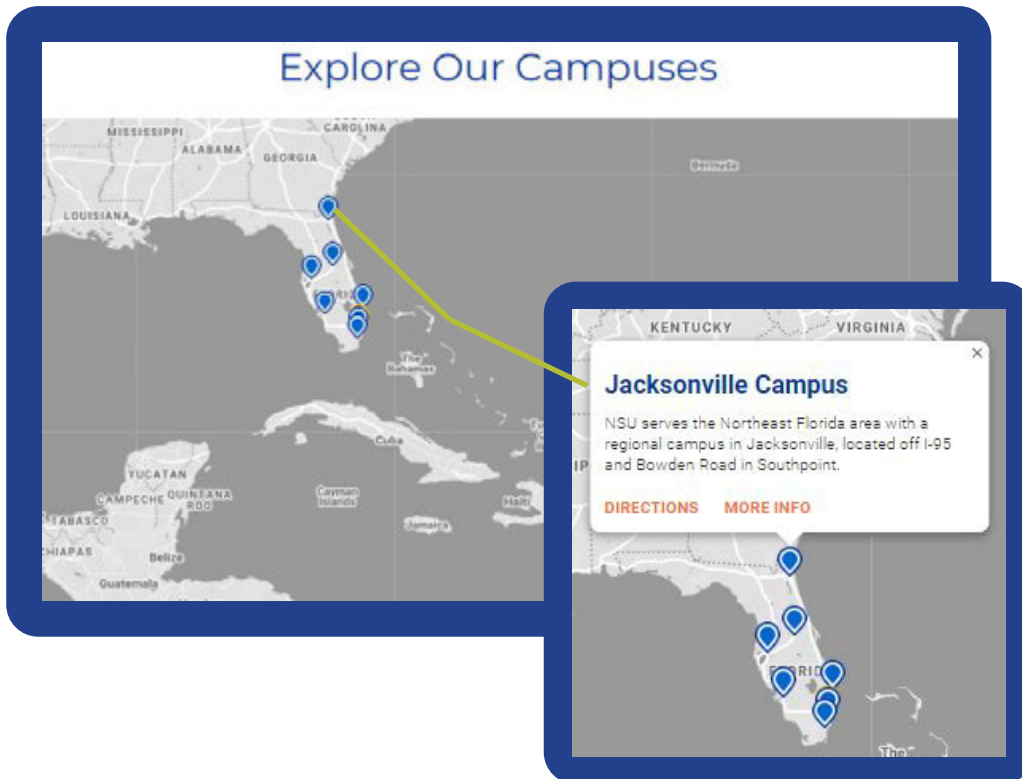 Explore Our Campuses
CAROLINA
MISSISSIPPI
ALABAMA
GEORGIA
Bermuda
LOUISIANA
The
Bahamas
Cuba
YUCATAN
CAMPECHE
QUINTANA
ROO
Cayman
Islands
Haiti
TABASCO
Jamaica
CHIAPAS
Belize
Guatemala
KENTUCKY
VIRGINIA
Jacksonville Campus
NSU serves the Northeast Florida area with a
regional campus in Jacksonville, located off I-95
and Bowden Road in Southpoint.
DIRECTIONS MORE INFO
The